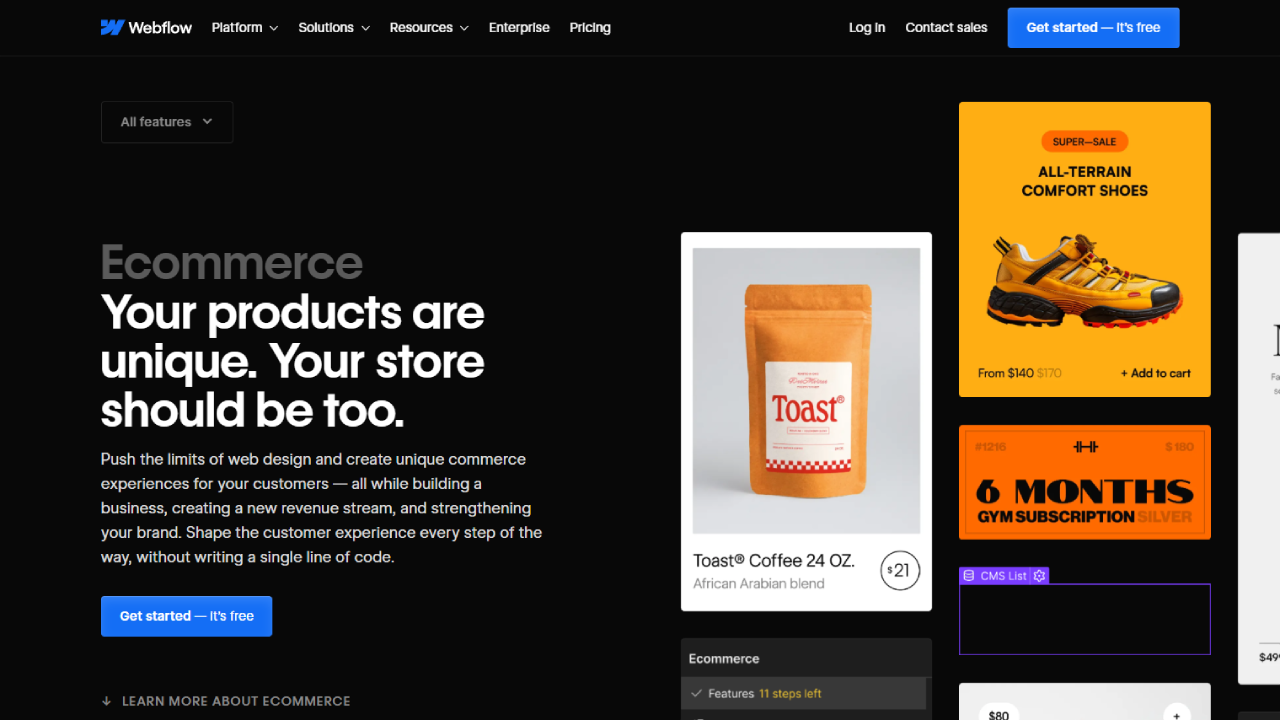 Webflow
Platform
Solutions
Resources
Enterprise
Pricing
Log in
Contact sales
Get started — it's free
All features
Ecommerce
Your products are
unique. Your store
should be too.
Push the limits of web design and create unique commerce
experiences for your customers — all while building a
business, creating a new revenue stream, and strengthening
your brand. Shape the customer experience every step of the
way, without writing a single line of code.
Get started — it's free
↓ LEARN MORE ABOUT ECOMMERCE
Toast®
Toast® Coffee 24 OZ.
African Arabian blend
$21
Ecommerce
Features 11 steps left
SUPER—SALE
ALL-TERRAIN
COMFORT SHOES
From $140 $170
+ Add to cart
#1216
$180
6 MONTHS
GYM SUBSCRIPTION SILVER
CMS List
$80
+